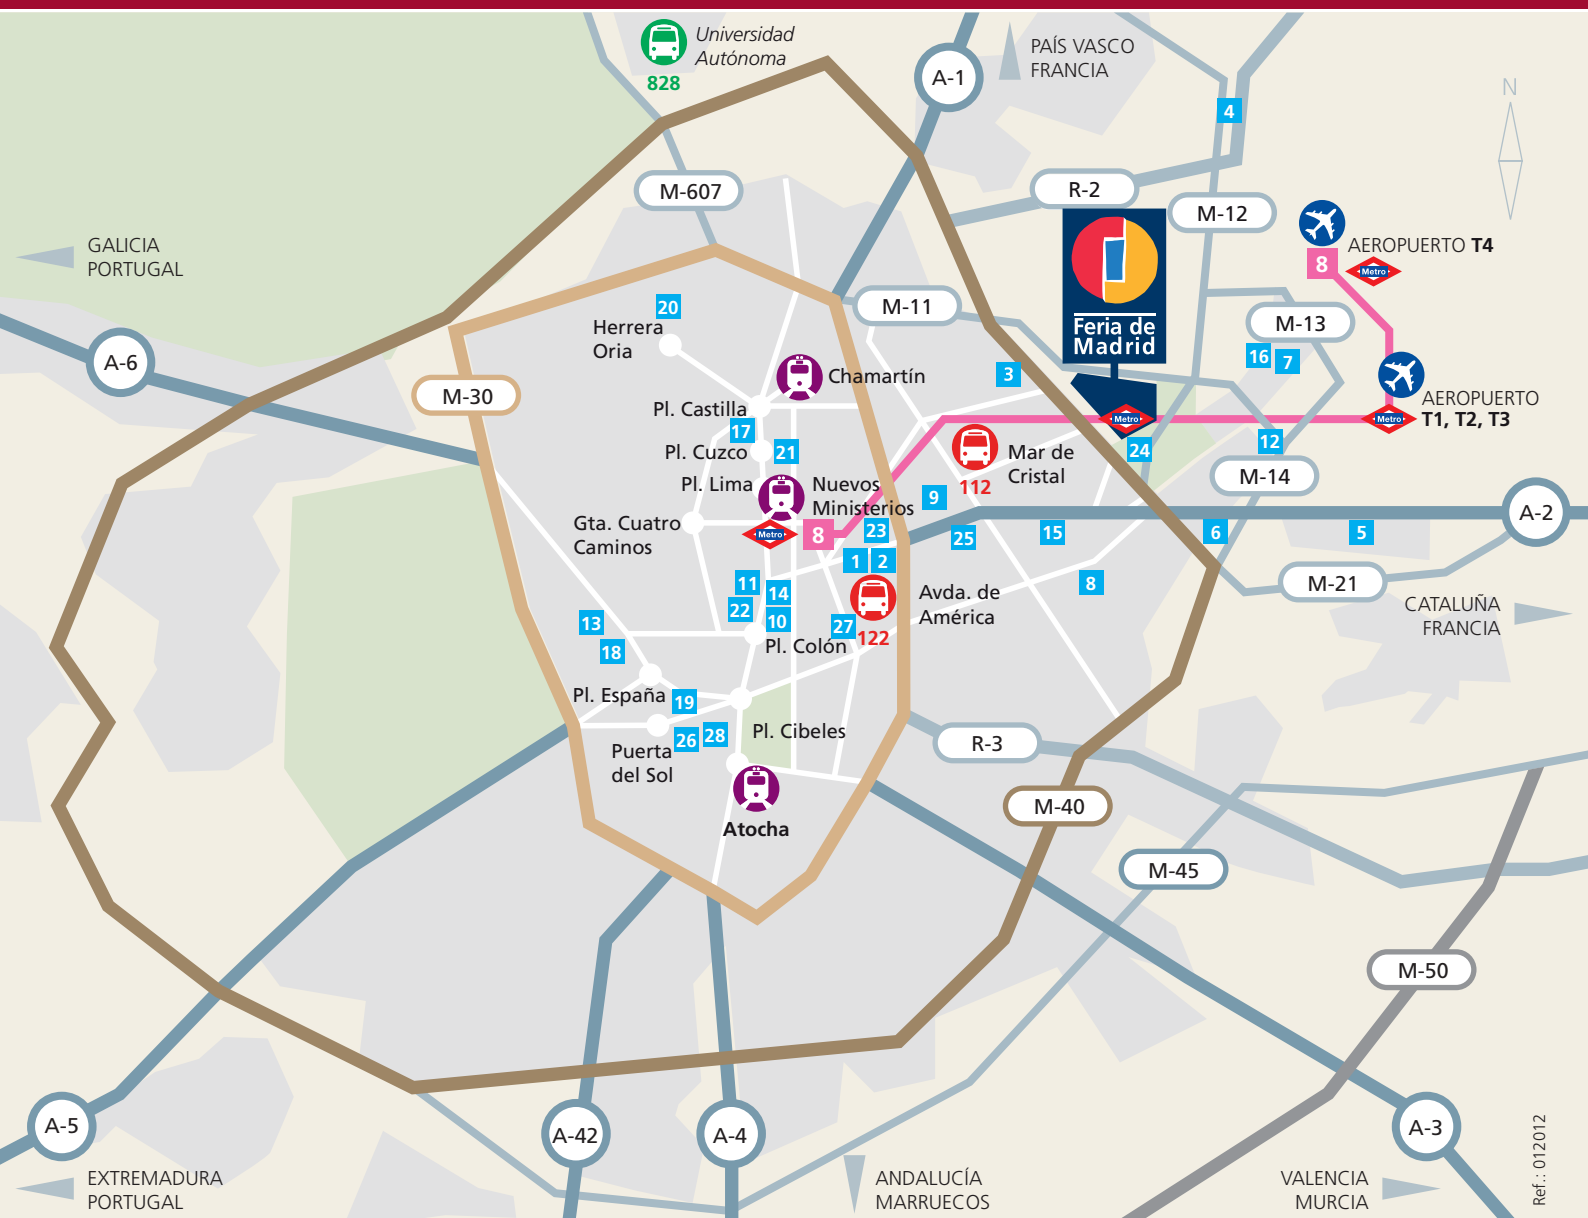 Universidad
Autónoma
828
A-1
PAÍS VASCO
FRANCIA
N
4
M-607
R-2
M-12
GALICIA
PORTUGAL
AEROPUERTO T4
8
Metro
20
Herrera
Oria
M-11
Feria de
Madrid
M-13
16
7
A-6
M-30
Chamartín
3
AEROPUERTO
T1, T2, T3
Metro
Metro
Pl. Castilla
17
Pl. Cuzco
21
Mar de
Cristal
112
24
12
M-14
Pl. Lima
Nuevos
Ministerios
9
Gta. Cuatro
Caminos
Metro
8
23
25
15
6
5
A-2
1
2
11
14
22
10
8
M-21
Avda. de
América
CATALUÑA
FRANCIA
13
18
27
122
Pl. Colón
Pl. España
19
26
28
Pl. Cibeles
R-3
Puerta
del Sol
Atocha
M-40
M-45
M-50
A-5
A-42
A-4
A-3
EXTREMADURA
PORTUGAL
ANDALUCÍA
MARRUECOS
VALENCIA
MURCIA
Ref.: 012012